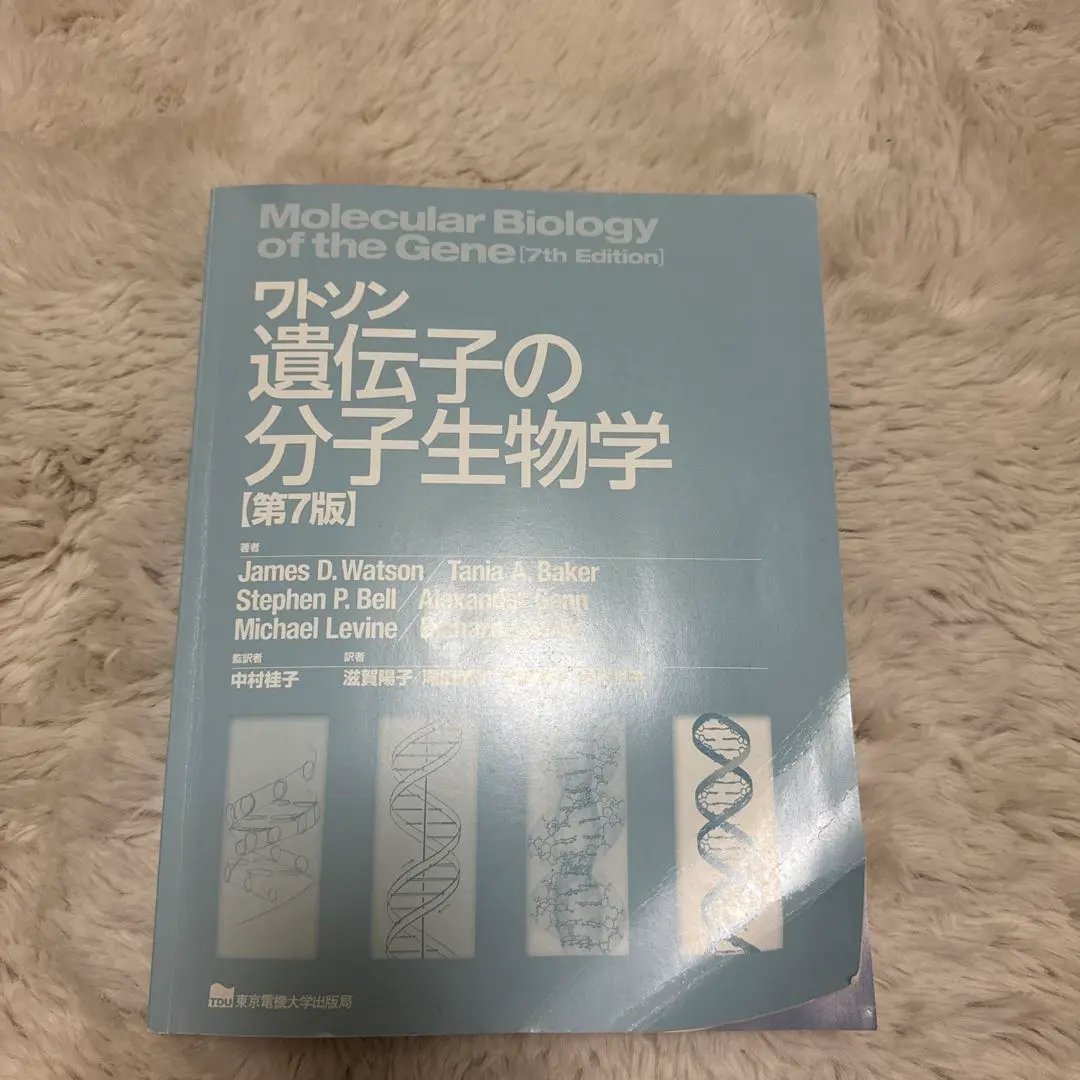 Molecular Biology
of the Gene [7th Edition]
ワトソン
遺伝子の
分子生物学
【第7版】
著者
James D. Watson / Tania A. Baker
Stephen P. Bell / Alexander Gann
Michael Levine /
監訳者 訳者
中村桂子 滋賀陽子
TDU 東京電機大学出版局